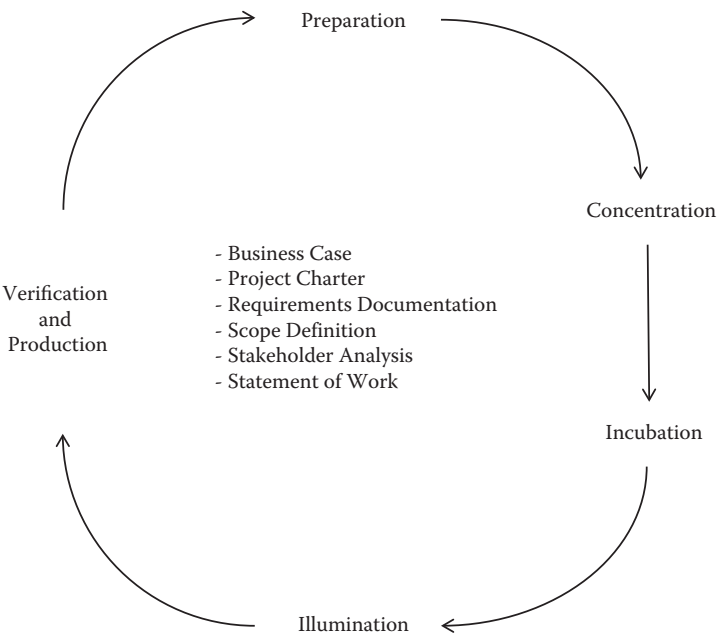 Preparation
Concentration
- Business Case
- Project Charter
- Requirements Documentation
- Scope Definition
- Stakeholder Analysis
- Statement of Work
Verification
and
Production
Incubation
Illumination